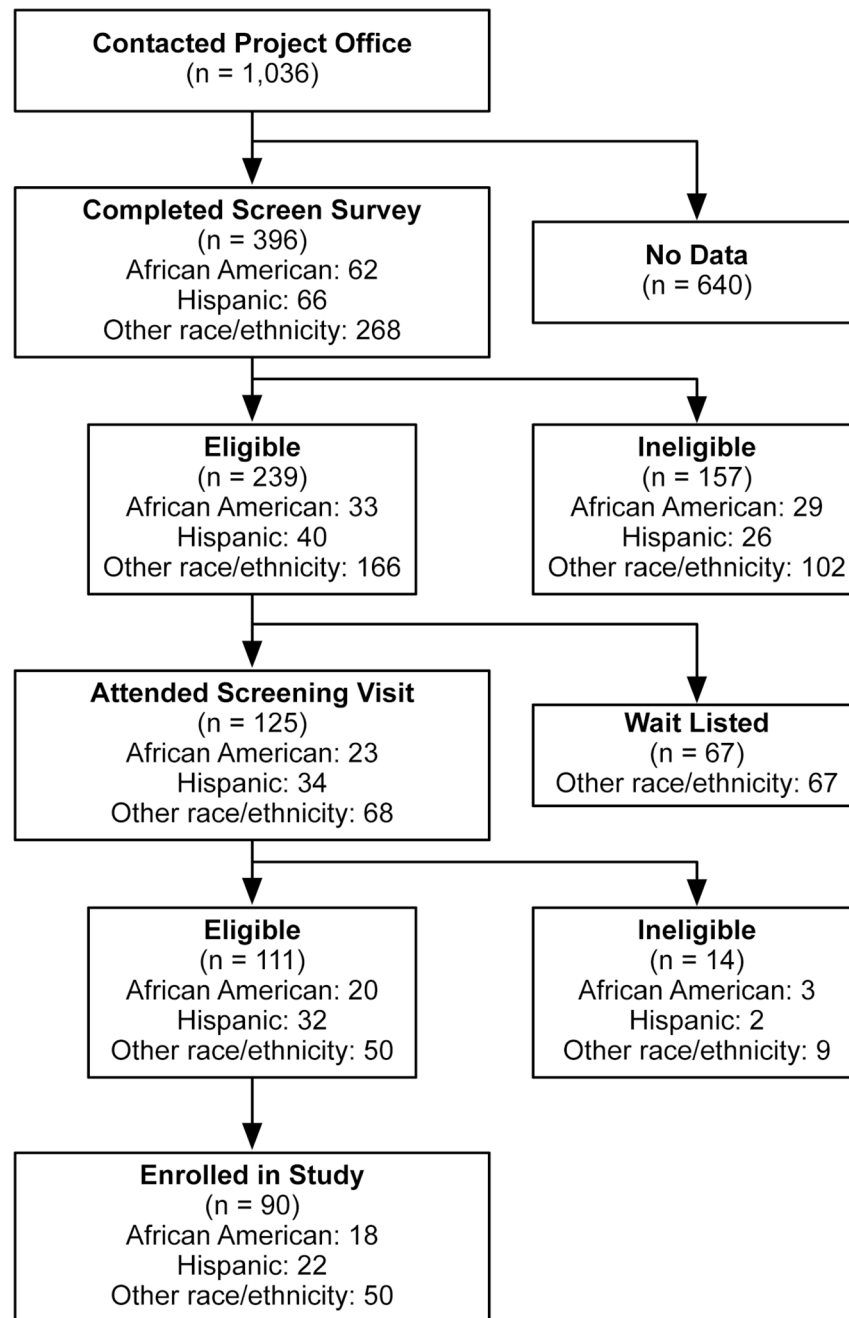 Contacted Project Office
(n = 1,036)
Completed Screen Survey
(n = 396)
African American: 62
Hispanic: 66
Other race/ethnicity: 268
No Data
(n = 640)
Eligible
(n = 239)
African American: 33
Hispanic: 40
Other race/ethnicity: 166
Ineligible
(n = 157)
African American: 29
Hispanic: 26
Other race/ethnicity: 102
Attended Screening Visit
(n = 125)
African American: 23
Hispanic: 34
Other race/ethnicity: 68
Wait Listed
(n = 67)
Other race/ethnicity: 67
Eligible
(n = 111)
African American: 20
Hispanic: 32
Other race/ethnicity: 50
Ineligible
(n = 14)
African American: 3
Hispanic: 2
Other race/ethnicity: 9
Enrolled in Study
(n = 90)
African American: 18
Hispanic: 22
Other race/ethnicity: 50